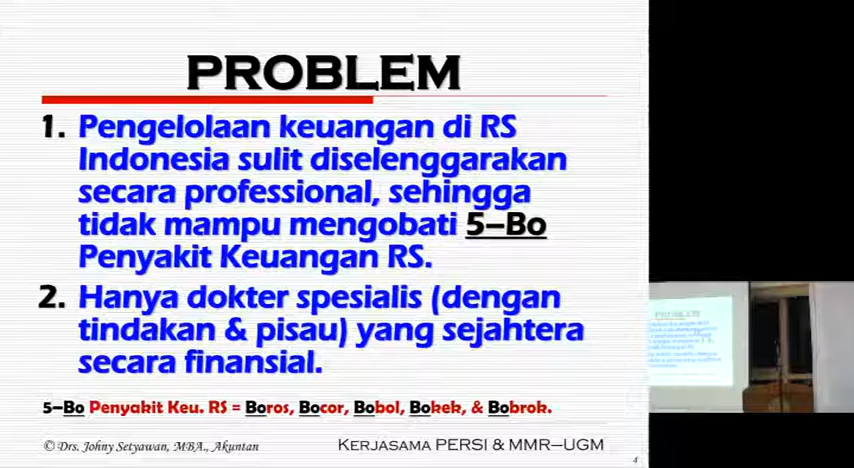 PROBLEM
1. Pengelolaan keuangan di RS
Indonesia sulit diselenggarakan
secara professional, sehingga
tidak mampu mengobati 5–Bo
Penyakit Keuangan RS.
2. Hanya dokter spesialis (dengan
tindakan & pisau) yang sejahtera
secara finansial.
5–Bo Penyakit Keu. RS = Boros, Bocor, Bobol, Bokek, & Bobrok.
© Drs. Johny Setyawan, MBA., Akuntan
KERJASAMA PERSI & MMR–UGM
4
PROBLEM